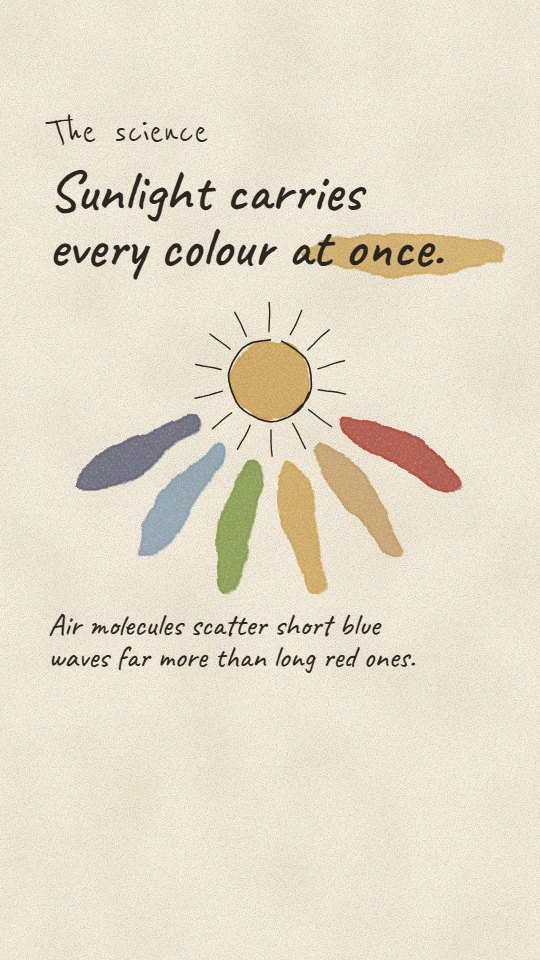 The science
Sunlight carries
every colour at once.
Air molecules scatter short blue
waves far more than long red ones.